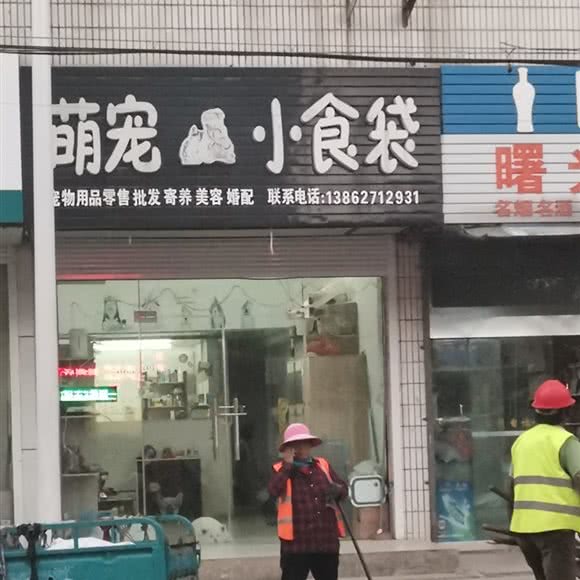 萌宠 小食袋
宠物用品零售 批发 寄养 美容 婚配 联系电话:13862712931
曙
名烟名酒